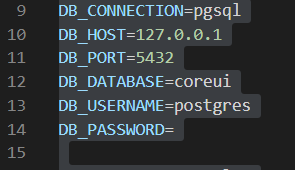 9 DB_CONNECTION=pgsql
10 DB_HOST=127.0.0.1
11 DB_PORT=5432
12 DB_DATABASE=coreui
13 DB_USERNAME=postgres
14 DB_PASSWORD=
15